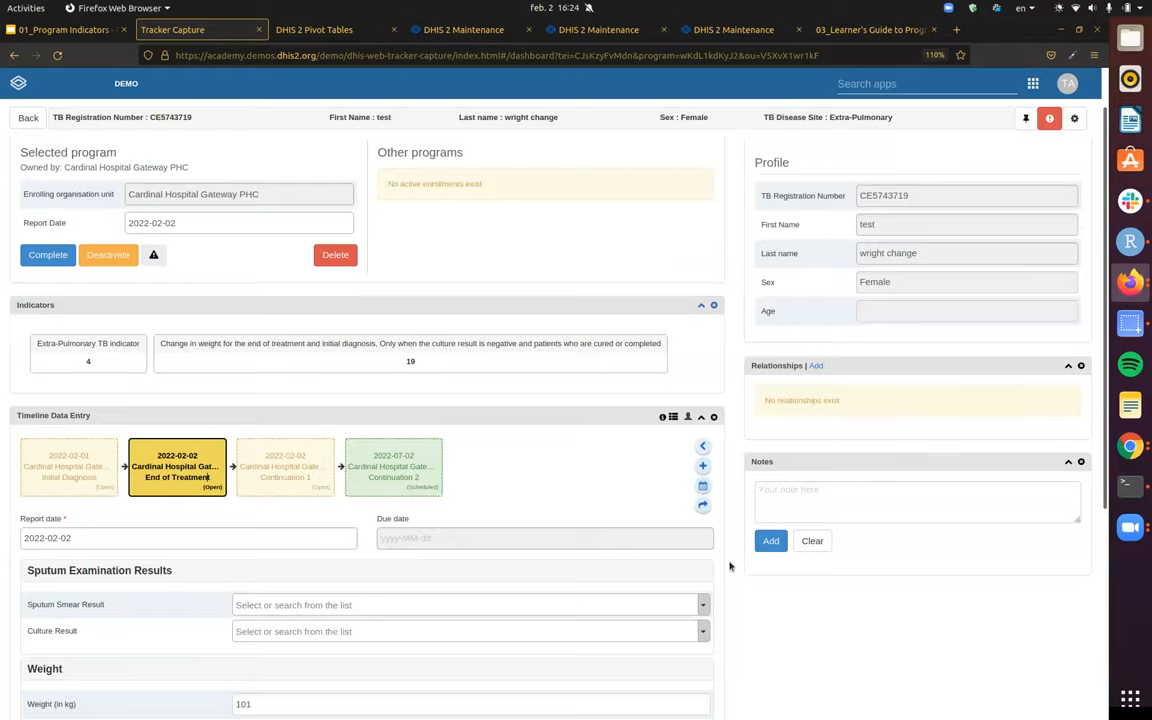 Activities
Firefox Web Browser
feb. 2 16:24
en
01_Program Indicators -
Tracker Capture
DHIS 2 Pivot Tables
DHIS 2 Maintenance
DHIS 2 Maintenance
DHIS 2 Maintenance
03_Learner's Guide to Prog
https://academy.demos.dhis2.org/demo/dhis-web-tracker-capture/index.html#/dashboard?tei=CJsKzyFvMdn&program=wKdL1kdKyJ2&ou=VSXvX1wr1kF
110%
DEMO
Search apps
TA
Back
TB Registration Number : CE5743719
First Name : test
Last name : wright change
Sex : Female
TB Disease Site : Extra-Pulmonary
Selected program
Owned by: Cardinal Hospital Gateway PHC
Enrolling organisation unit
Cardinal Hospital Gateway PHC
Report Date
2022-02-02
Complete
Deactivate
Delete
Other programs
No active enrollments exist
Profile
TB Registration Number
CE5743719
First Name
test
Last name
wright change
Sex
Female
Age
Indicators
Extra-Pulmonary TB indicator
4
Change in weight for the end of treatment and initial diagnosis, Only when the culture result is negative and patients who are cured or completed
19
Relationships | Add
No relationships exist
Timeline Data Entry
2022-02-01
Cardinal Hospital Gate...
Initial Diagnosis
(Open)
2022-02-02
Cardinal Hospital Gat...
End of Treatment
(Open)
2022-02-02
Cardinal Hospital Gate...
Continuation 1
(Open)
2022-07-02
Cardinal Hospital Gate...
Continuation 2
(Scheduled)
Notes
Your note here
Add
Clear
Report date *
2022-02-02
Due date
yyyy-MM-dd
Sputum Examination Results
Sputum Smear Result
Select or search from the list
Culture Result
Select or search from the list
Weight
Weight (in kg)
101